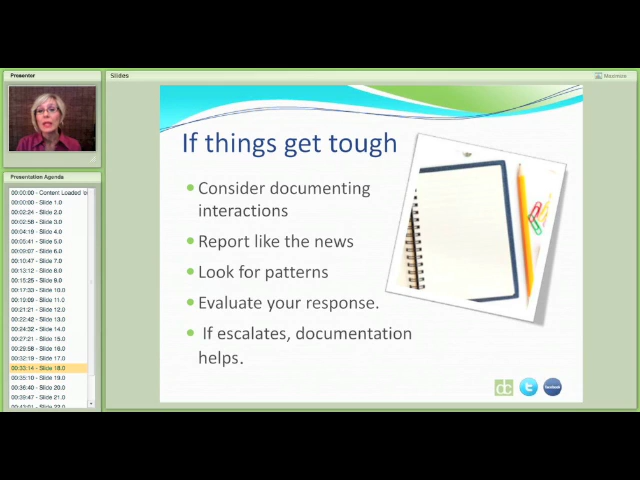 Presenter
Slides
Maximize
If things get tough
Consider documenting
interactions
Report like the news
Look for patterns
Evaluate your response.
If escalates, documentation
helps.
dc
facebook
Presentation Agenda
00:00:00 - Content Loaded
00:00:00 - Slide 1.0
00:02:24 - Slide 2.0
00:02:58 - Slide 3.0
00:04:19 - Slide 4.0
00:05:41 - Slide 5.0
00:09:07 - Slide 6.0
00:10:47 - Slide 7.0
00:13:12 - Slide 8.0
00:15:25 - Slide 9.0
00:17:33 - Slide 10.0
00:19:09 - Slide 11.0
00:21:21 - Slide 12.0
00:22:42 - Slide 13.0
00:24:32 - Slide 14.0
00:27:21 - Slide 15.0
00:29:58 - Slide 16.0
00:32:19 - Slide 17.0
00:33:14 - Slide 18.0
00:35:10 - Slide 19.0
00:36:40 - Slide 20.0
00:39:47 - Slide 21.0